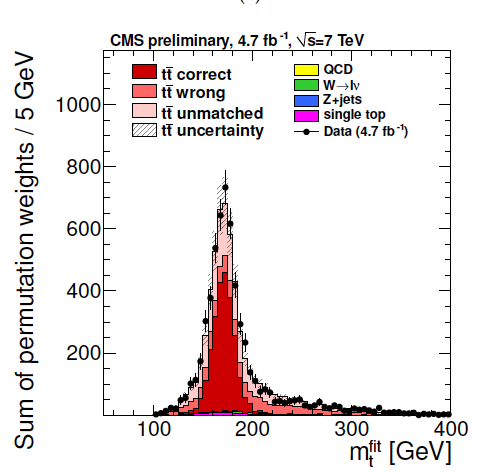 CMS preliminary, 4.7 fb⁻¹, √s=7 TeV
tt̄ correct
tt̄ wrong
tt̄ unmatched
tt̄ uncertainty
QCD
W→lν
Z+jets
single top
Data (4.7 fb⁻¹)
Sum of permutation weights / 5 GeV
1000
800
600
400
200
100 200 300 400
mₜᶠⁱᵗ [GeV]